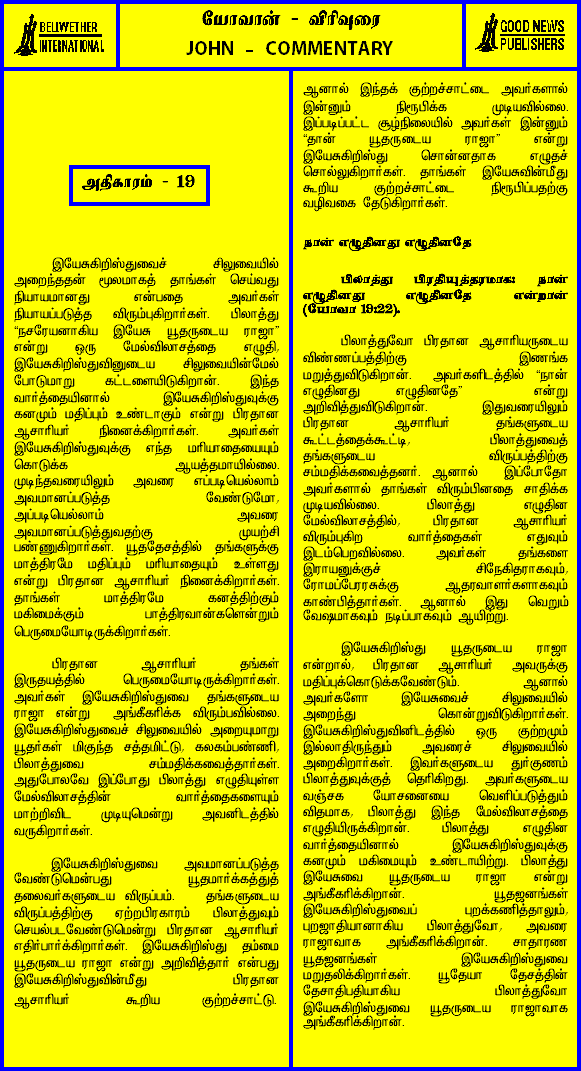 BELLWETHER
INTERNATIONAL
யோவான் - விரிவுரை
JOHN – COMMENTARY
GOOD NEWS
PUBLISHERS
அதிகாரம் - 19
இயேசுகிறிஸ்துவைச் சிலுவையில்
அறைந்ததன் மூலமாகத் தாங்கள் செய்வது
நியாயமானது என்பதை அவர்கள்
நியாயப்படுத்த விரும்புகிறார்கள். பிலாத்து
“நசரேயனாகிய இயேசு யூதருடைய ராஜா”
என்று ஒரு மேல்விலாசத்தை எழுதி,
இயேசுகிறிஸ்துவினுடைய சிலுவையின்மேல்
போடுமாறு கட்டளையிடுகிறான். இந்த
வார்த்தையினால் இயேசுகிறிஸ்துவுக்கு
கனமும் மதிப்பும் உண்டாகும் என்று பிரதான
ஆசாரியர் நினைக்கிறார்கள். அவர்கள்
இயேசுகிறிஸ்துவுக்கு எந்த மரியாதையையும்
கொடுக்க ஆயத்தமாயில்லை.
முடிந்தவரையிலும் அவரை எப்படியெல்லாம்
அவமானப்படுத்த வேண்டுமோ,
அப்படியெல்லாம் அவரை
அவமானப்படுத்துவதற்கு முயற்சி
பண்ணுகிறார்கள். யூததேசத்தில் தங்களுக்கு
மாத்திரமே மதிப்பும் மரியாதையும் உள்ளது
என்று பிரதான ஆசாரியர் நினைக்கிறார்கள்.
தாங்கள் மாத்திரமே கனத்திற்கும்
மகிமைக்கும் பாத்திரவான்களென்றும்
பெருமையோடிருக்கிறார்கள்.
பிரதான ஆசாரியர் தங்கள்
இருதயத்தில் பெருமையோடிருக்கிறார்கள்.
அவர்கள் இயேசுகிறிஸ்துவை தங்களுடைய
ராஜா என்று அங்கீகரிக்க விரும்பவில்லை.
இயேசுகிறிஸ்துவைச் சிலுவையில் அறையுமாறு
யூதர்கள் மிகுந்த சத்தமிட்டு, கலகம்பண்ணி,
பிலாத்துவை சம்மதிக்கவைத்தார்கள்.
அதுபோலவே இப்போது பிலாத்து எழுதியுள்ள
மேல்விலாசத்தின் வார்த்தைகளையும்
மாற்றிவிட முடியுமென்று அவனிடத்தில்
வருகிறார்கள்.
இயேசுகிறிஸ்துவை அவமானப்படுத்த
வேண்டுமென்பது யூதமார்க்கத்துத்
தலைவர்களுடைய விருப்பம். தங்களுடைய
விருப்பத்திற்கு ஏற்றபிரகாரம் பிலாத்துவும்
செயல்படவேண்டுமென்று பிரதான ஆசாரியர்
எதிர்பார்க்கிறார்கள். இயேசுகிறிஸ்து தம்மை
யூதருடைய ராஜா என்று அறிவித்தார் என்பது
இயேசுகிறிஸ்துவின்மீது பிரதான
ஆசாரியர் கூறிய குற்றச்சாட்டு.
ஆனால் இந்தக் குற்றச்சாட்டை அவர்களால்
இன்னும் நிரூபிக்க முடியவில்லை.
இப்படிப்பட்ட சூழ்நிலையில் அவர்கள் இன்னும்
“தான் யூதருடைய ராஜா” என்று
இயேசுகிறிஸ்து சொன்னதாக எழுதச்
சொல்லுகிறார்கள். தாங்கள் இயேசுவின்மீது
கூறிய குற்றச்சாட்டை நிரூபிப்பதற்கு
வழிவகை தேடுகிறார்கள்.
நான் எழுதினது எழுதினதே
பிலாத்து பிரதியுத்தரமாக: நான்
எழுதினது எழுதினதே என்றான்
(யோவா 19:22).
பிலாத்துவோ பிரதான ஆசாரியருடைய
விண்ணப்பத்திற்கு இணங்க
மறுத்துவிடுகிறான். அவர்களிடத்தில் “நான்
எழுதினது எழுதினதே” என்று
அறிவித்துவிடுகிறான். இதுவரையிலும்
பிரதான ஆசாரியர் தங்களுடைய
கூட்டத்தைக்கூட்டி, பிலாத்துவைத்
தங்களுடைய விருப்பத்திற்கு
சம்மதிக்கவைத்தனர். ஆனால் இப்போதோ
அவர்களால் தாங்கள் விரும்பினதை சாதிக்க
முடியவில்லை. பிலாத்து எழுதின
மேல்விலாசத்தில், பிரதான ஆசாரியர்
விரும்புகிற வார்த்தைகள் எதுவும்
இடம்பெறவில்லை. அவர்கள் தங்களை
இராயனுக்குச் சிநேகிதராகவும்,
ரோமப்பேரரசுக்கு ஆதரவாளர்களாகவும்
காண்பித்தார்கள். ஆனால் இது வெறும்
வேஷமாகவும் நடிப்பாகவும் ஆயிற்று.
இயேசுகிறிஸ்து யூதருடைய ராஜா
என்றால், பிரதான ஆசாரியர் அவருக்கு
மதிப்புக்கொடுக்கவேண்டும். ஆனால்
அவர்களோ இயேசுவைச் சிலுவையில்
அறைந்து கொன்றுவிடுகிறார்கள்.
இயேசுகிறிஸ்துவினிடத்தில் ஒரு குற்றமும்
இல்லாதிருந்தும் அவரைச் சிலுவையில்
அறைகிறார்கள். இவர்களுடைய துர்குணம்
பிலாத்துவுக்குத் தெரிகிறது. அவர்களுடைய
வஞ்சக யோசனையை வெளிப்படுத்தும்
விதமாக, பிலாத்து இந்த மேல்விலாசத்தை
எழுதியிருக்கிறான். பிலாத்து எழுதின
வார்த்தையினால் இயேசுகிறிஸ்துவுக்கு
கனமும் மகிமையும் உண்டாயிற்று. பிலாத்து
இயேசுவை யூதருடைய ராஜா என்று
அங்கீகரிக்கிறான். யூதஜனங்கள்
இயேசுகிறிஸ்துவைப் புறக்கணித்தாலும்,
புறஜாதியானாகிய பிலாத்துவோ, அவரை
ராஜாவாக அங்கீகரிக்கிறான். சாதாரண
யூதஜனங்கள் இயேசுகிறிஸ்துவை
மறுதலிக்கிறார்கள். யூதேயா தேசத்தின்
தேசாதிபதியாகிய பிலாத்துவோ
இயேசுகிறிஸ்துவை யூதருடைய ராஜாவாக
அங்கீகரிக்கிறான்.